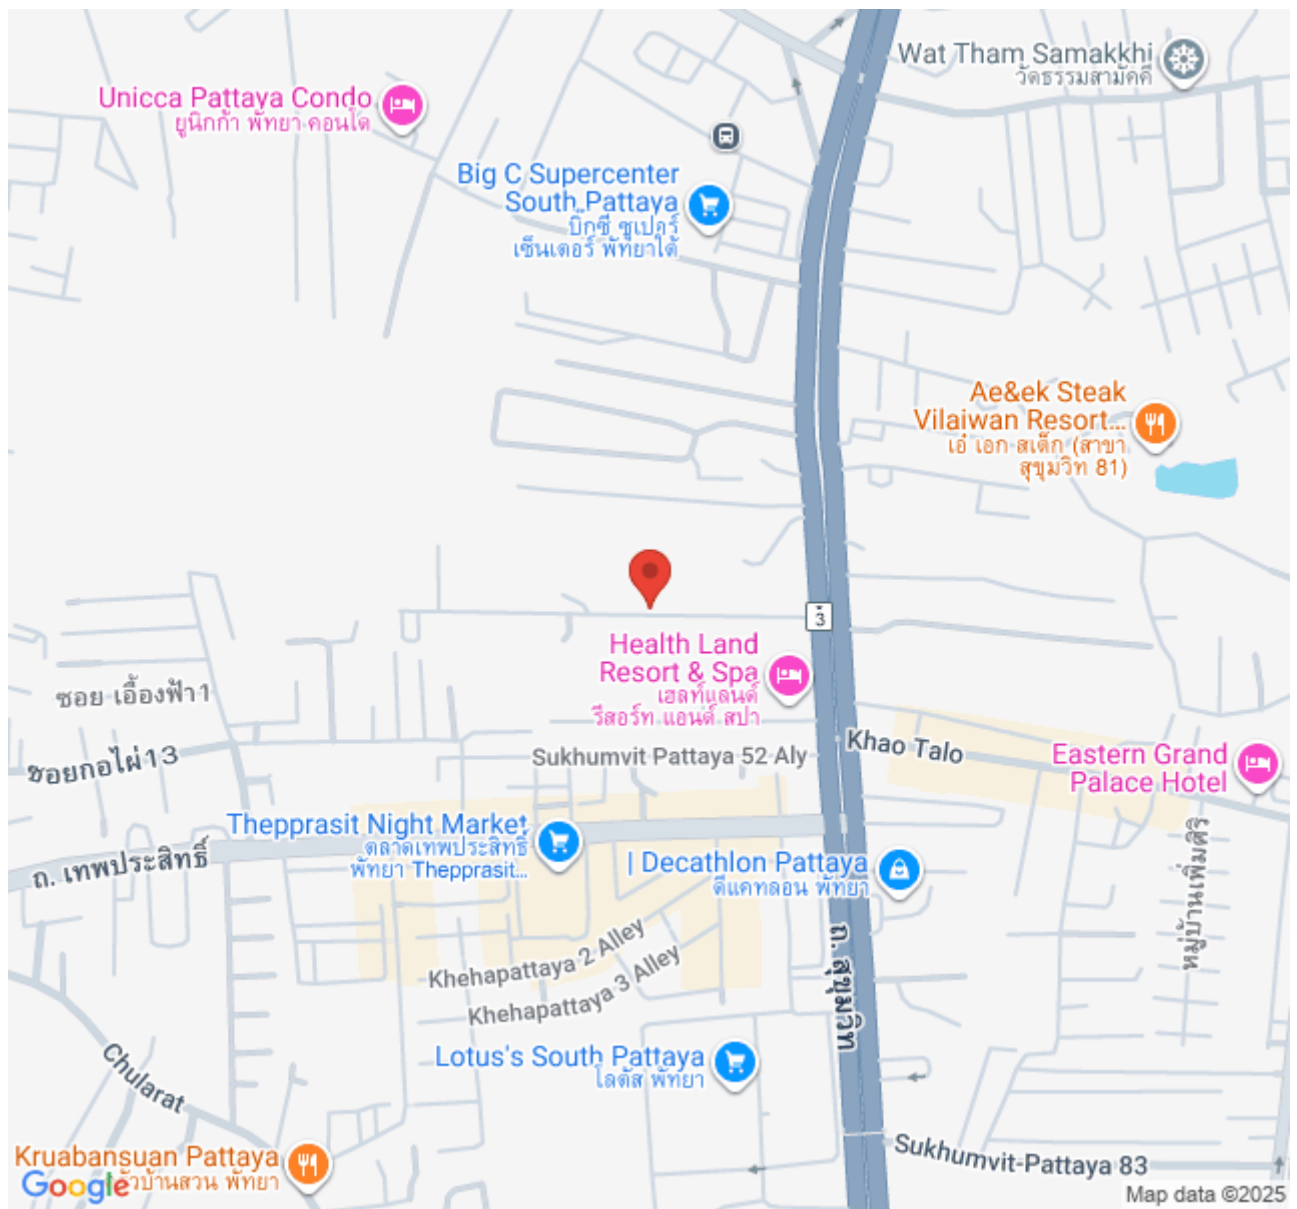 Wat Tham Samakkhi
วัดธรรมสามัคคี
Unicca Pattaya Condo
ยูนิกก้า พัทยา คอนโด
Big C Supercenter
South Pattaya
บิ๊กซี ซูเปอร์
เซ็นเตอร์ พัทยาใต้
Ae&ek Steak
Vilaiwan Resort...
เอ๋ เอก สเต็ก (สาขา
สุขุมวิท 81)
3
Health Land
Resort & Spa
เฮลท์แลนด์
รีสอร์ท แอนด์ สปา
ซอย เอื้องฟ้า 1
ซอยกอไผ่ 13
Sukhumvit Pattaya 52 Aly
Khao Talo
Eastern Grand
Palace Hotel
Thepprasit Night Market
ตลาดเทพประสิทธิ์
พัทยา Thepprasit...
ถ. เทพประสิทธิ์
| Decathlon Pattaya
ดีแคทลอน พัทยา
หมู่บ้านเพิ่มศิริ
Khehapattaya 2 Alley
Khehapattaya 3 Alley
ถ. สุขุมวิท
Lotus's South Pattaya
โลตัส พัทยา
Chularat
Kruabansuan Pattaya
ครัวบ้านสวน พัทยา
Sukhumvit-Pattaya 83
Google
Map data ©2025